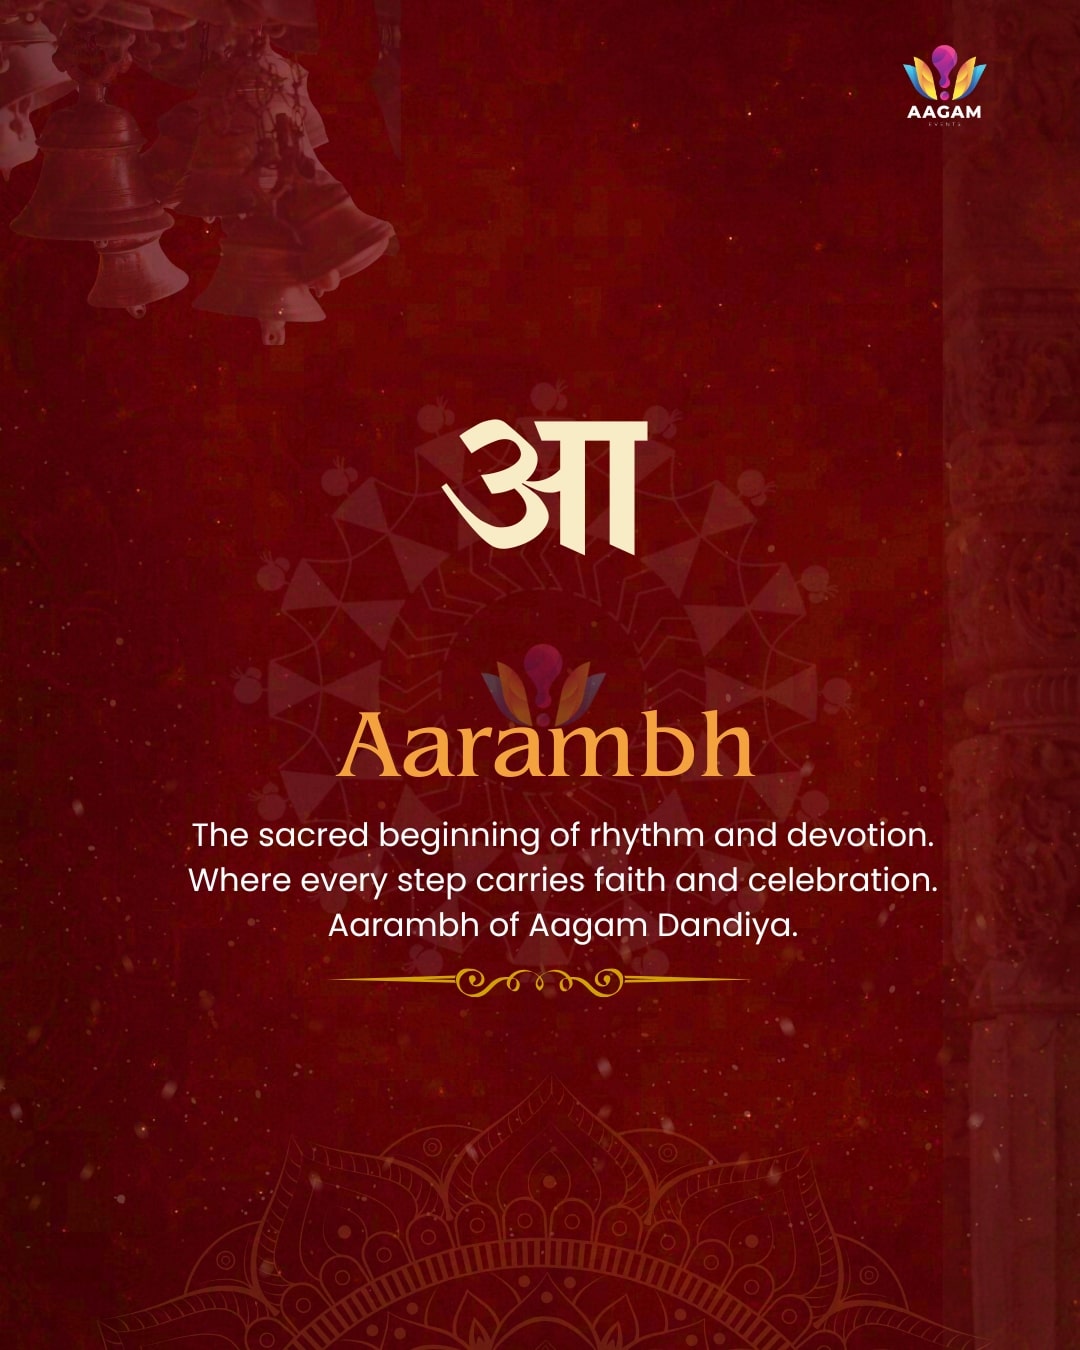 AAGAM
EVENTS
आ
Aarambh
The sacred beginning of rhythm and devotion.
Where every step carries faith and celebration.
Aarambh of Aagam Dandiya.